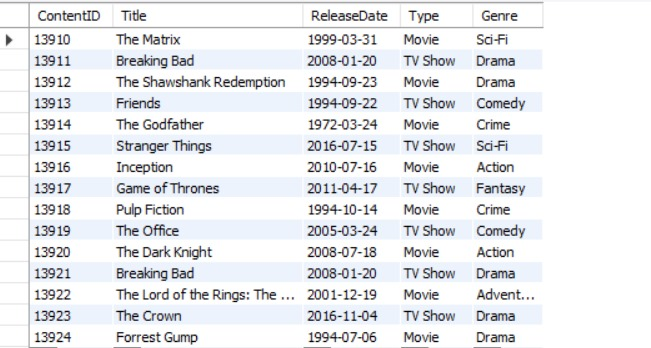 ContentID Title ReleaseDate Type Genre
13910 The Matrix 1999-03-31 Movie Sci-Fi
13911 Breaking Bad 2008-01-20 TV Show Drama
13912 The Shawshank Redemption 1994-09-23 Movie Drama
13913 Friends 1994-09-22 TV Show Comedy
13914 The Godfather 1972-03-24 Movie Crime
13915 Stranger Things 2016-07-15 TV Show Sci-Fi
13916 Inception 2010-07-16 Movie Action
13917 Game of Thrones 2011-04-17 TV Show Fantasy
13918 Pulp Fiction 1994-10-14 Movie Crime
13919 The Office 2005-03-24 TV Show Comedy
13920 The Dark Knight 2008-07-18 Movie Action
13921 Breaking Bad 2008-01-20 TV Show Drama
13922 The Lord of the Rings: The ... 2001-12-19 Movie Advent...
13923 The Crown 2016-11-04 TV Show Drama
13924 Forrest Gump 1994-07-06 Movie Drama